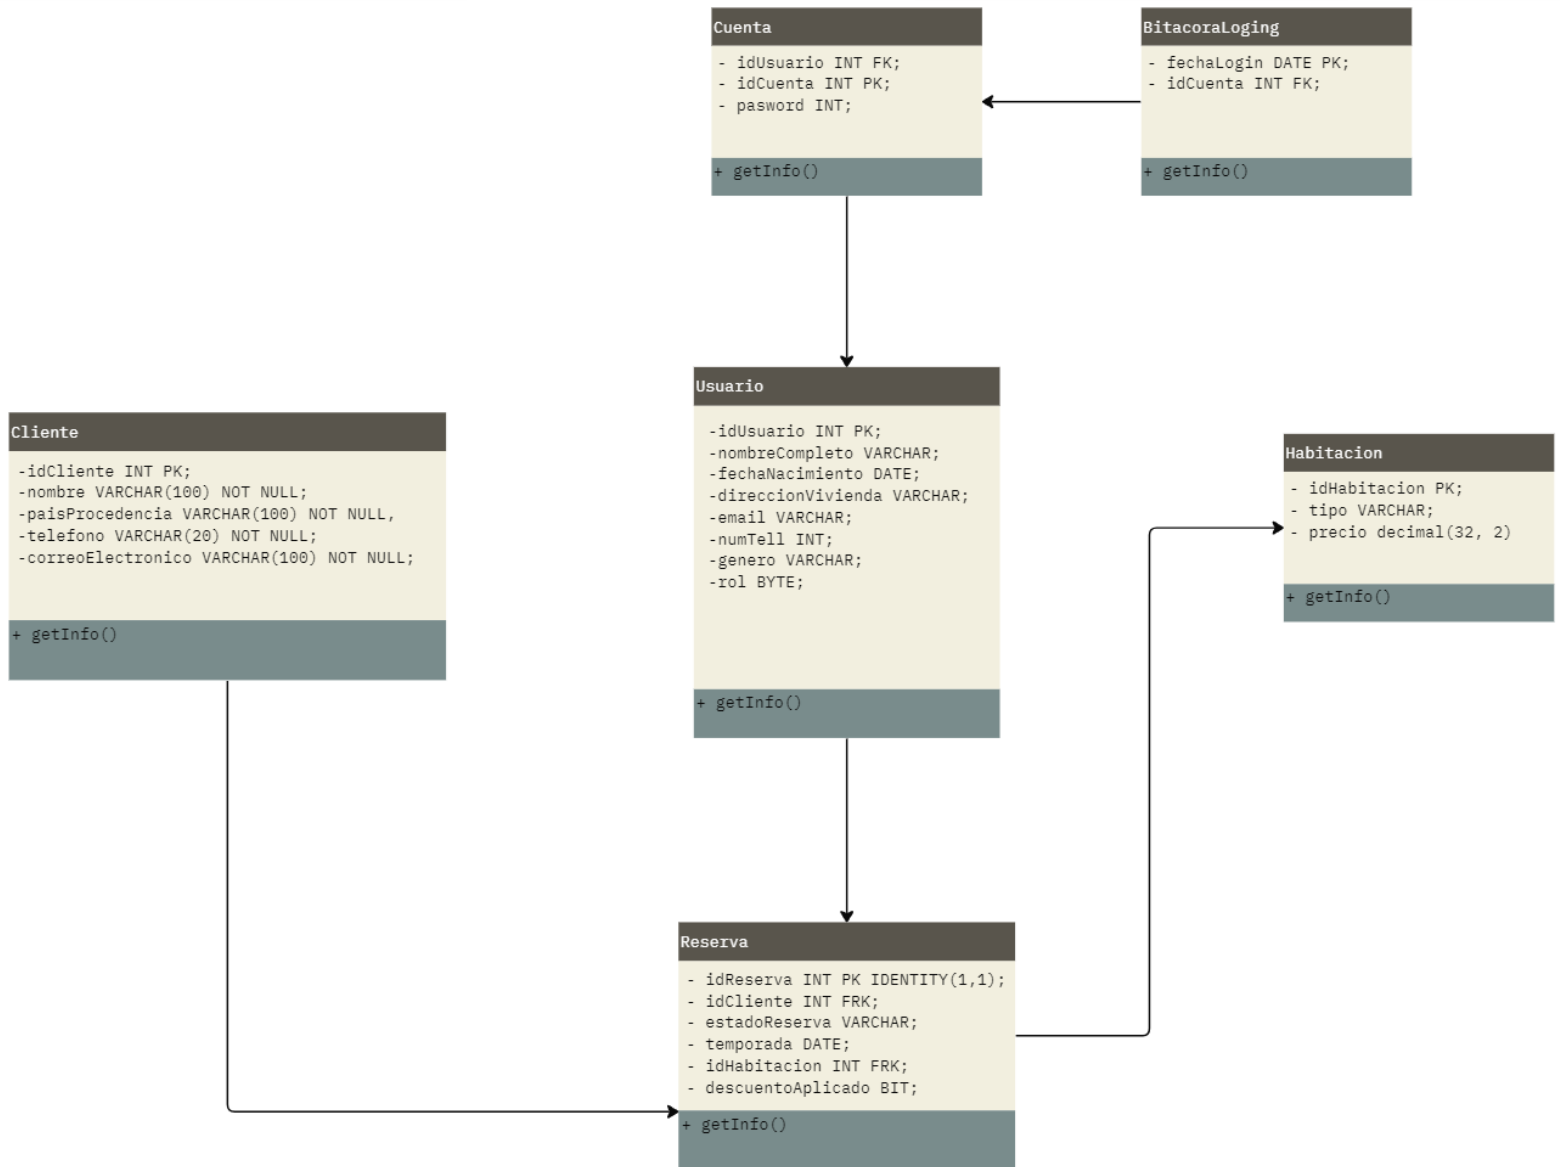 Cuenta
- idUsuario INT FK;
- idCuenta INT PK;
- pasword INT;
+ getInfo()
BitacoraLoging
- fechaLogin DATE PK;
- idCuenta INT FK;
+ getInfo()
Cliente
-idCliente INT PK;
-nombre VARCHAR(100) NOT NULL;
-paisProcedencia VARCHAR(100) NOT NULL,
-telefono VARCHAR(20) NOT NULL;
-correoElectronico VARCHAR(100) NOT NULL;
+ getInfo()
Usuario
-idUsuario INT PK;
-nombreCompleto VARCHAR;
-fechaNacimiento DATE;
-direccionVivienda VARCHAR;
-email VARCHAR;
-numTell INT;
-genero VARCHAR;
-rol BYTE;
+ getInfo()
Habitacion
- idHabitacion PK;
- tipo VARCHAR;
- precio decimal(32, 2)
+ getInfo()
Reserva
- idReserva INT PK IDENTITY(1,1);
- idCliente INT FRK;
- estadoReserva VARCHAR;
- temporada DATE;
- idHabitacion INT FRK;
- descuentoAplicado BIT;
+ getInfo()